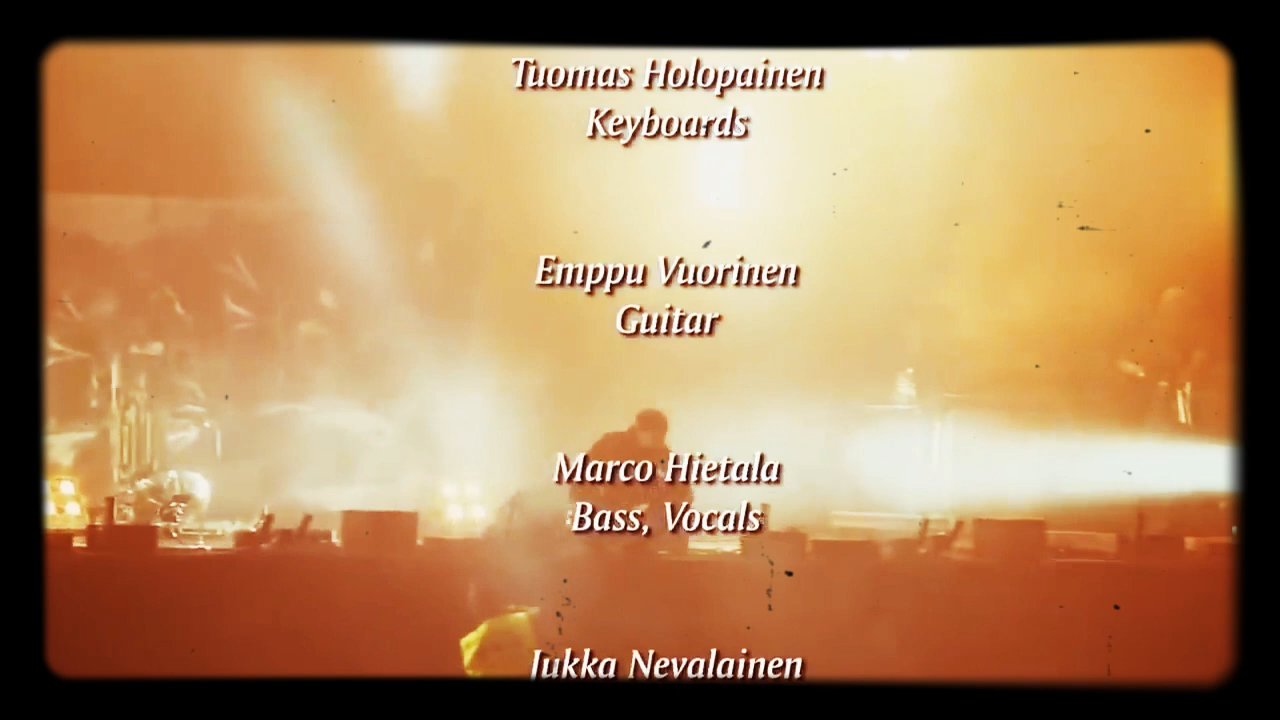 Tuomas Holopainen
Keyboards
Emppu Vuorinen
Guitar
Marco Hietala
Bass, Vocals
Jukka Nevalainen